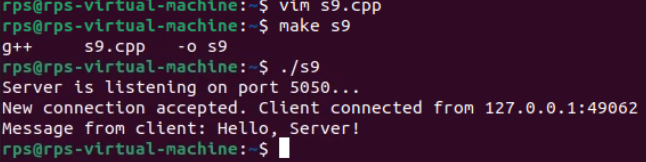 rps@rps-virtual-machine:~$ vim s9.cpp
rps@rps-virtual-machine:~$ make s9
g++     s9.cpp   -o s9
rps@rps-virtual-machine:~$ ./s9
Server is listening on port 5050...
New connection accepted. Client connected from 127.0.0.1:49062
Message from client: Hello, Server!
rps@rps-virtual-machine:~$